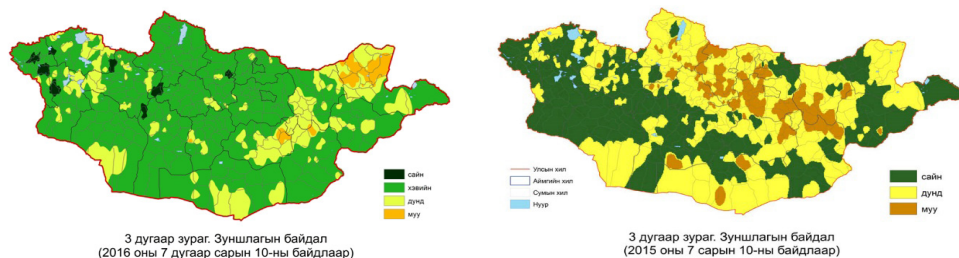 сайн
хэвийн
дунд
муу
3 дугаар зураг. Зуншлагын байдал
(2016 оны 7 дугаар сарын 10-ны байдлаар)
Улсын хил
Аймгийн хил
Сумын хил
Нуур
сайн
дунд
муу
3 дугаар зураг. Зуншлагын байдал
(2015 оны 7 сарын 10-ны байдлаар)